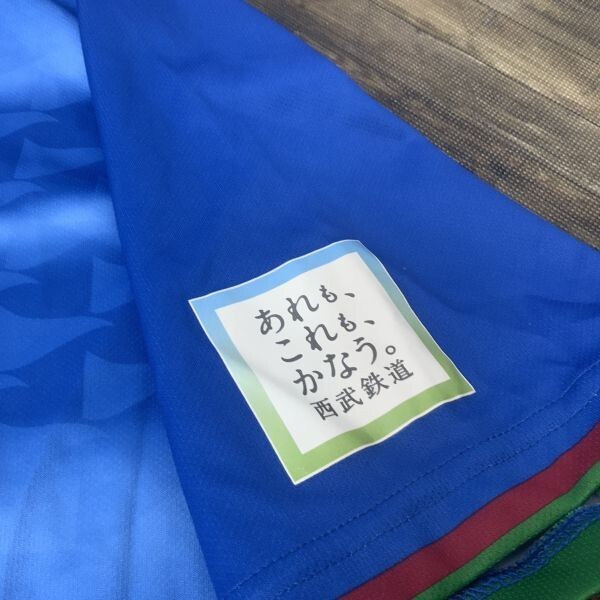 あれも、
これも、
かなう。
西武鉄道